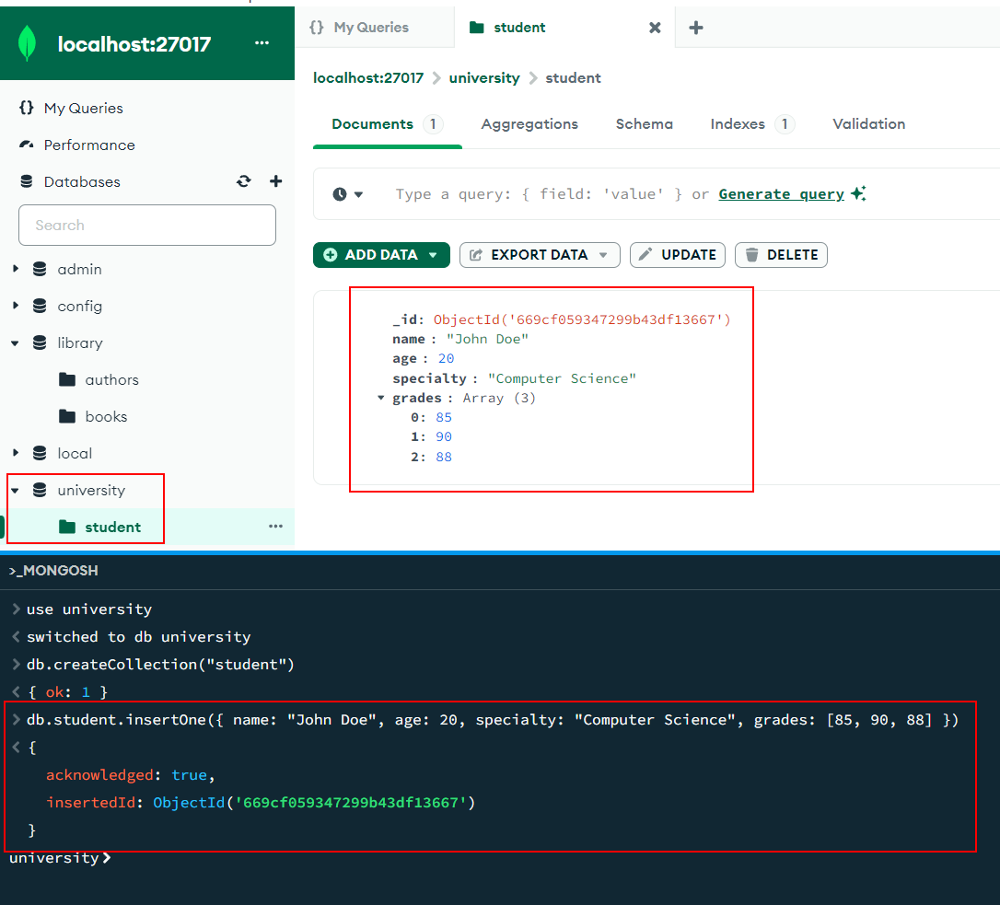 localhost:27017 ...
My Queries
Performance
Databases
Search
admin
config
library
authors
books
local
university
student ...
{} My Queries
student
localhost:27017 > university > student
Documents 1 Aggregations Schema Indexes 1 Validation
Type a query: { field: 'value' } or Generate query
ADD DATA EXPORT DATA UPDATE DELETE
_id: ObjectId('669cf059347299b43df13667')
name : "John Doe"
age : 20
specialty : "Computer Science"
grades : Array (3)
0: 85
1: 90
2: 88
>_MONGOSH
> use university
< switched to db university
> db.createCollection("student")
< { ok: 1 }
> db.student.insertOne({ name: "John Doe", age: 20, specialty: "Computer Science", grades: [85, 90, 88] })
< {
acknowledged: true,
insertedId: ObjectId('669cf059347299b43df13667')
}
university>